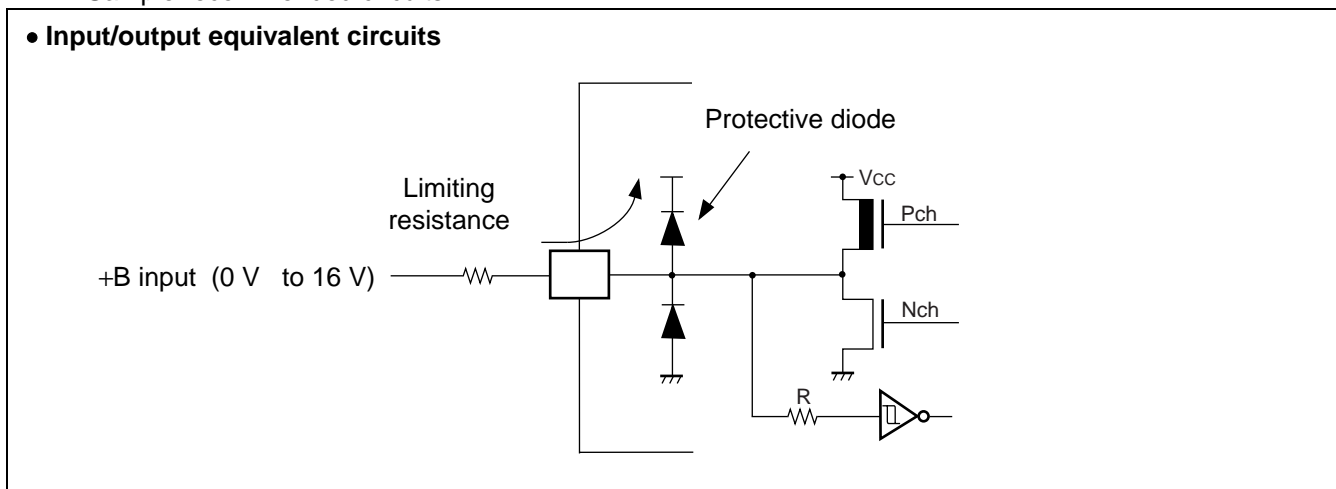 • Input/output equivalent circuits
Protective diode
Limiting
resistance
VCC
Pch
+B input (0 V to 16 V)
Nch
R